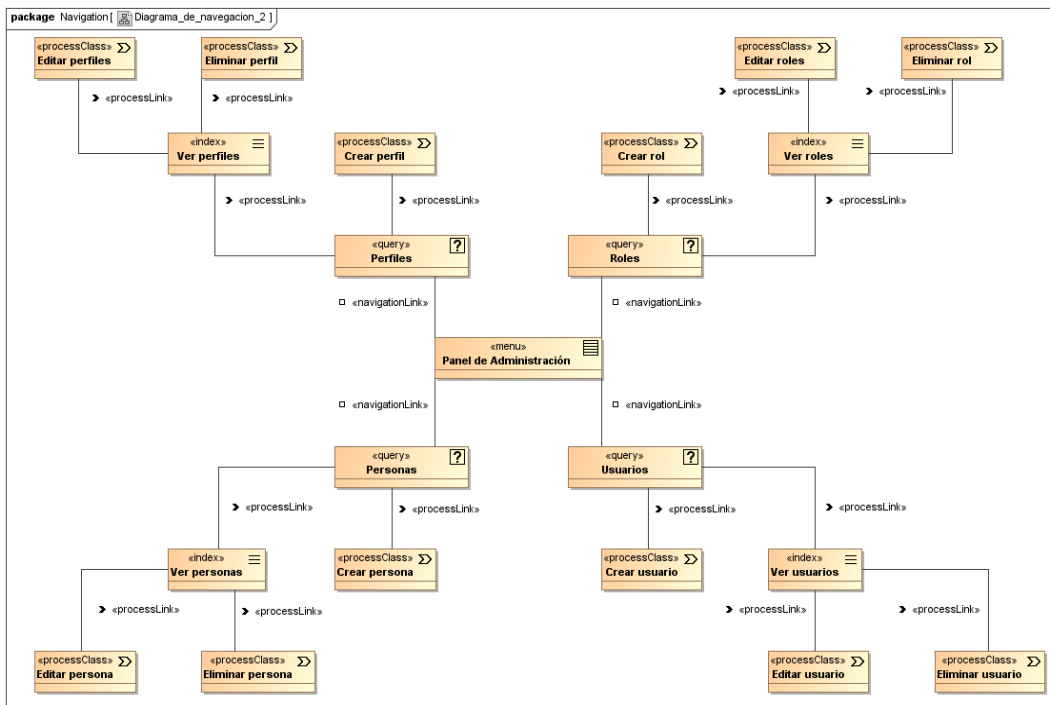 package Navigation [ Diagrama_de_navegacion_2 ]
«processClass»
Editar perfiles
«processClass»
Eliminar perfil
«processClass»
Editar roles
«processClass»
Eliminar rol
«processLink»
«processLink»
«processLink»
«processLink»
«index»
Ver perfiles
«processClass»
Crear perfil
«processClass»
Crear rol
«index»
Ver roles
«processLink»
«processLink»
«processLink»
«processLink»
«query»
Perfiles
?
«query»
Roles
?
«navigationLink»
«navigationLink»
«menu»
Panel de Administración
«navigationLink»
«navigationLink»
«query»
Personas
?
«query»
Usuarios
?
«processLink»
«processLink»
«processLink»
«processLink»
«index»
Ver personas
«processClass»
Crear persona
«processClass»
Crear usuario
«index»
Ver usuarios
«processLink»
«processLink»
«processLink»
«processLink»
«processClass»
Editar persona
«processClass»
Eliminar persona
«processClass»
Editar usuario
«processClass»
Eliminar usuario